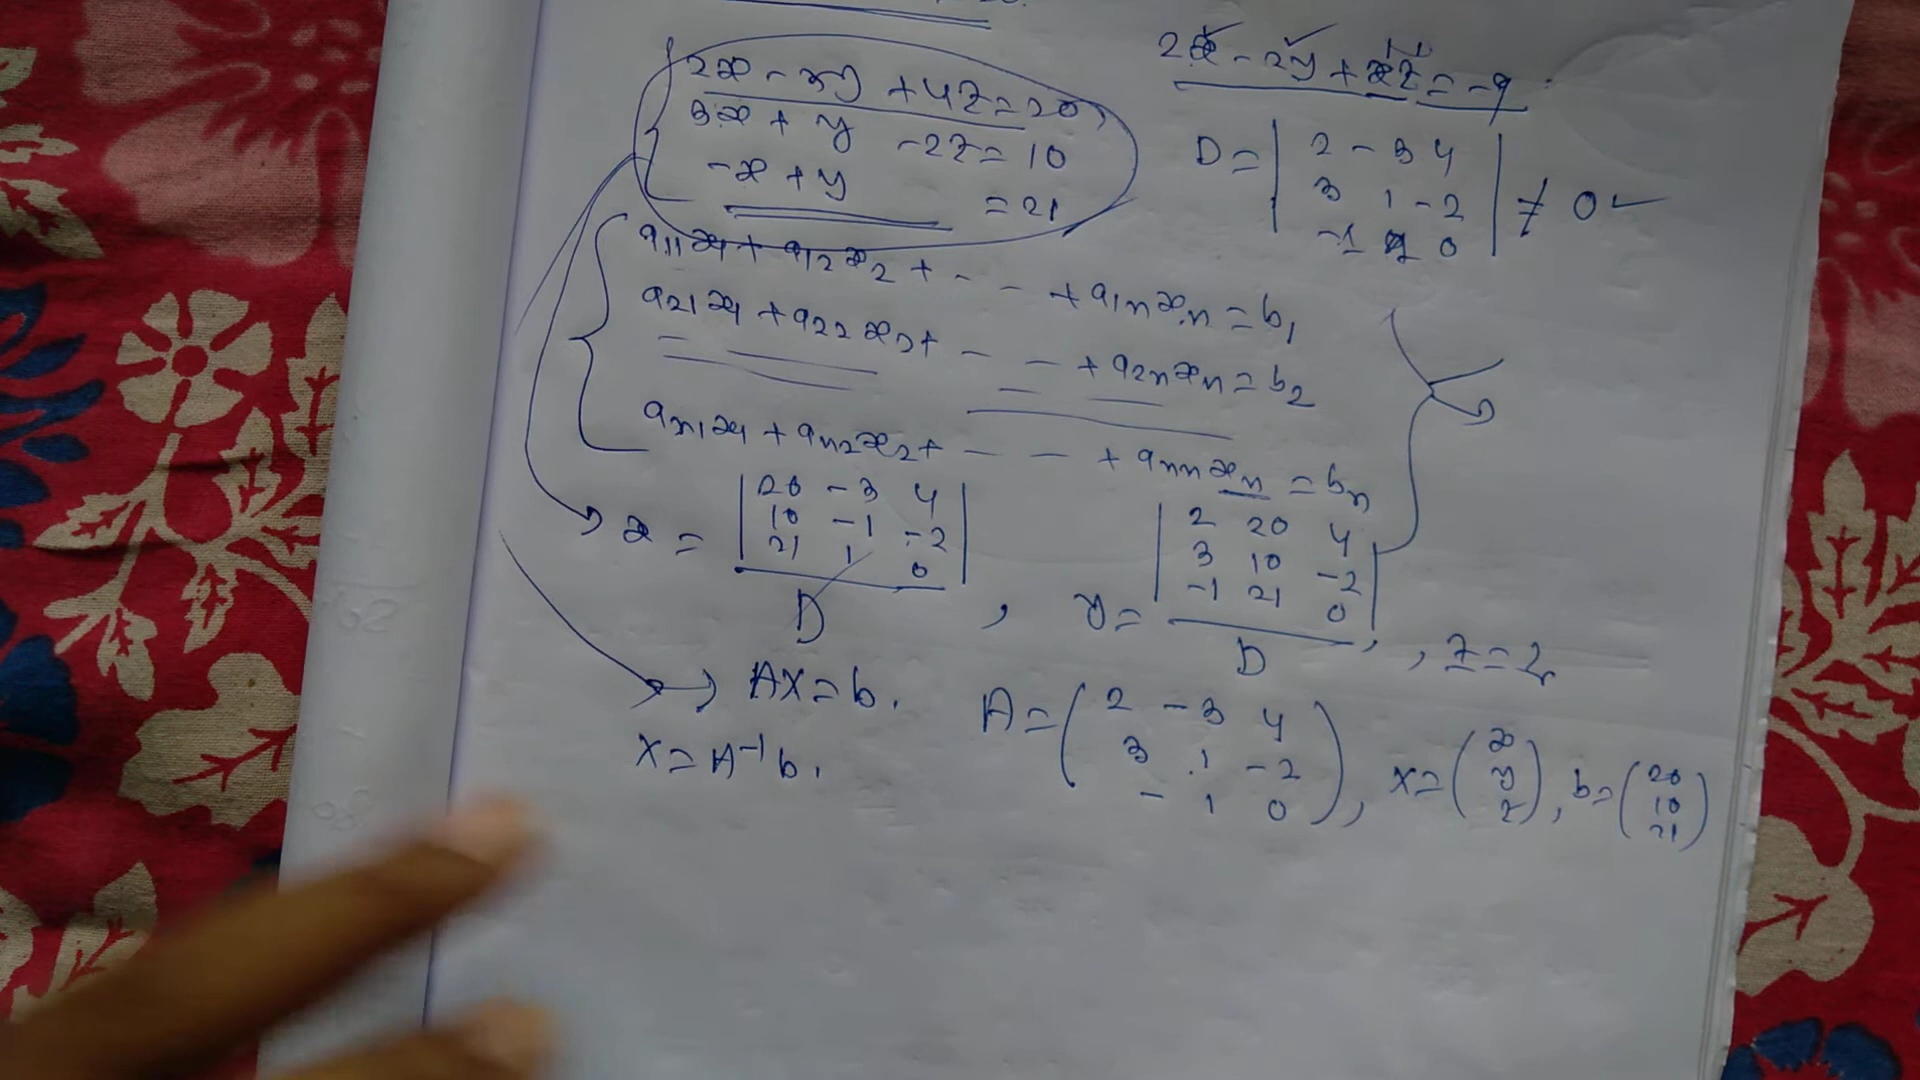 2x - 3y + 4z = 20,
3x + y - 2z = 10
-x + y = 21
2x - 2y + z = -9
D = | 2 -3 4 |
| 3 1 -2 | ≠ 0
| -1 1 0 |
a11x1 + a12x2 + - - + a1nxn = b1
a21x1 + a22x2 + - - + a2nxn = b2
an1x1 + an2x2 + - - + annxn = bn
x = | 20 -3 4 |
| 10 -1 -2 |
| 21 1 0 |
D
, y = | 2 20 4 |
| 3 10 -2 |
| -1 21 0 |
D
, z =
AX = b. A = ( 2 -3 4 )
( 3 1 -2 )
( - 1 0 ) , X = ( x y z ) , b = ( 20 10 21 )
X = A⁻¹b.